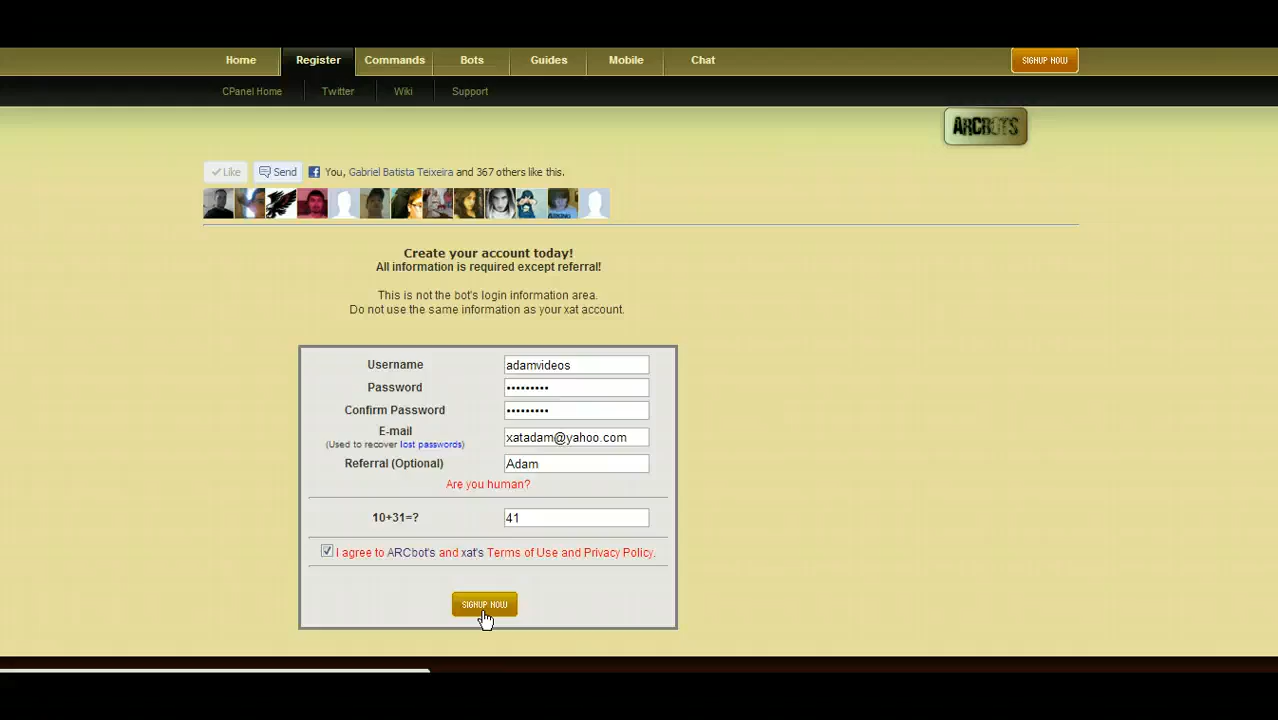 Home Register Commands Bots Guides Mobile Chat SIGNUP NOW
CPanel Home Twitter Wiki Support
ARCBOTS
Like Send You, Gabriel Batista Teixeira and 367 others like this.
Create your account today!
All information is required except referral!
This is not the bot's login information area.
Do not use the same information as your xat account.
Username adamvideos
Password •••••••••
Confirm Password •••••••••
E-mail
(Used to recover lost passwords) xatadam@yahoo.com
Referral (Optional) Adam
Are you human?
10+31=? 41
I agree to ARCbot's and xat's Terms of Use and Privacy Policy.
SIGNUP NOW